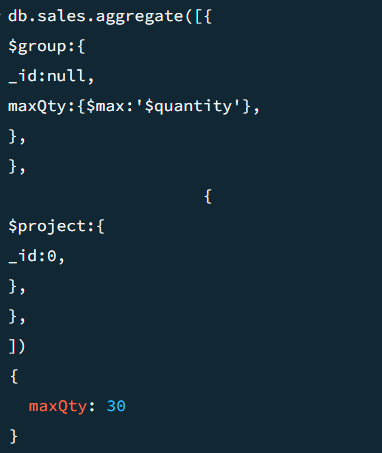 db.sales.aggregate([{
$group:{
_id:null,
maxQty:{$max:'$quantity'},
},
},
{
$project:{
_id:0,
},
},
])
{
maxQty: 30
}